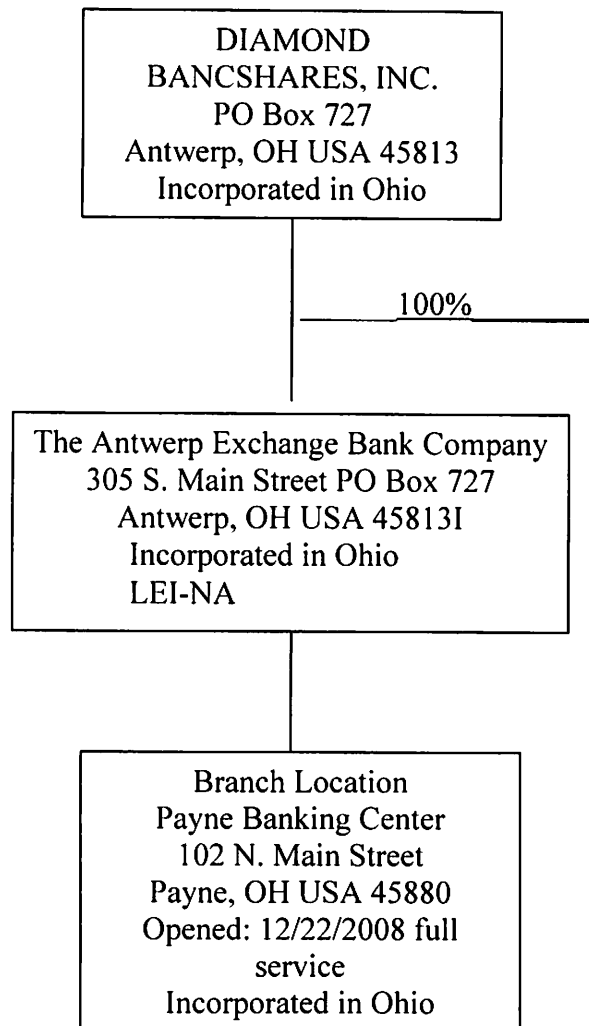 DIAMOND
BANCSHARES, INC.
PO Box 727
Antwerp, OH USA 45813
Incorporated in Ohio
100%
The Antwerp Exchange Bank Company
305 S. Main Street PO Box 727
Antwerp, OH USA 45813I
Incorporated in Ohio
LEI-NA
Branch Location
Payne Banking Center
102 N. Main Street
Payne, OH USA 45880
Opened: 12/22/2008 full
service
Incorporated in Ohio